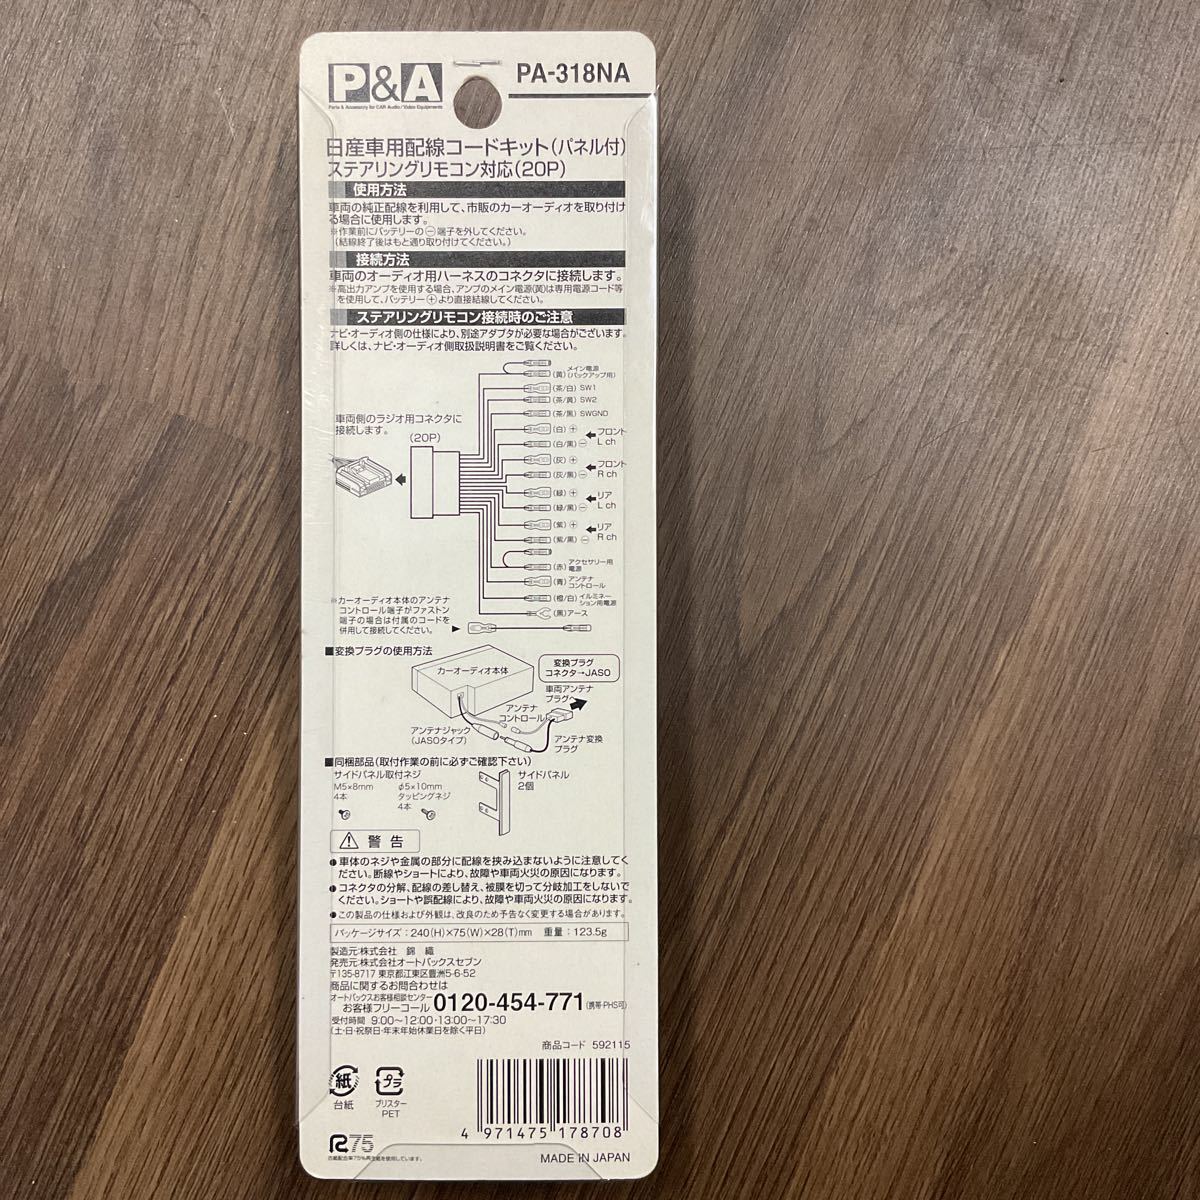 P&A
PA-318NA
Parts & Accessory for CAR Audio/Video Equipments
日産車用配線コードキット(パネル付)
ステアリングリモコン対応(20P)
使用方法
車両の純正配線を利用して、市販のカーオーディオを取り付け
る場合に使用します。
※作業前にバッテリーの⊖端子を外してください。
(結線終了後はもと通り取り付けてください。)
接続方法
車両のオーディオ用ハーネスのコネクタに接続します。
※高出力アンプを使用する場合、アンプのメイン電源(黄)は専用電源コード等
を使用して、バッテリー⊕より直接結線してください。
ステアリングリモコン接続時のご注意
ナビ・オーディオ側の仕様により、別途アダプタが必要な場合がございます。
詳しくは、ナビ・オーディオ側取扱説明書をご覧ください。
車両側のラジオ用コネクタに
接続します。
(20P)
(黄) メイン電源
(バックアップ用)
(茶/白) SW1
(茶/黄) SW2
(茶/黒) SWGND
(白) ⊕
(白/黒) ⊖
フロント
L ch
(灰) ⊕
(灰/黒) ⊖
フロント
R ch
(緑) ⊕
(緑/黒) ⊖
リア
L ch
(紫) ⊕
(紫/黒) ⊖
リア
R ch
(赤) アクセサリー用
電源
(青) アンテナ
コントロール
(橙/白) イルミネー
ション用電源
(黒) アース
※カーオーディオ本体のアンテナ
コントロール端子がファストン
端子の場合は付属のコードを
併用して接続してください。
■変換プラグの使用方法
カーオーディオ本体
変換プラグ
コネクタ→JASO
車両アンテナ
プラグへ
アンテナ
コントロール
アンテナジャック
(JASOタイプ)
アンテナ変換
プラグ
■同梱部品(取付作業の前に必ずご確認下さい)
サイドパネル取付ネジ
M5×8mm
4本
φ5×10mm
タッピングネジ
4本
サイドパネル
2個
⚠ 警告
●車体のネジや金属の部分に配線を挟み込まないように注意してく
ださい。断線やショートにより、故障や車両火災の原因になります。
●コネクタの分解、配線の差し替え、被膜を切って分岐加工をしないで
ください。ショートや誤配線により、故障や車両火災の原因になります。
●この製品の仕様および外観は、改良のため予告なく変更する場合があります。
パッケージサイズ:240(H)×75(W)×28(T)mm 重量:123.5g
製造元:株式会社 錦 織
発売元:株式会社オートバックスセブン
〒135-8717 東京都江東区豊洲5-6-52
商品に関するお問合わせは
オートバックスお客様相談センター
お客様フリーコール 0120-454-771 (携帯・PHS可)
受付時間 9:00〜12:00・13:00〜17:30
(土・日・祝祭日・年末年始休業日を除く平日)
商品コード 592115
紙
台紙
プラ
ブリスター
PET
4 971475 178708
R75
古紙配合率75%再生紙を使用しています。
MADE IN JAPAN